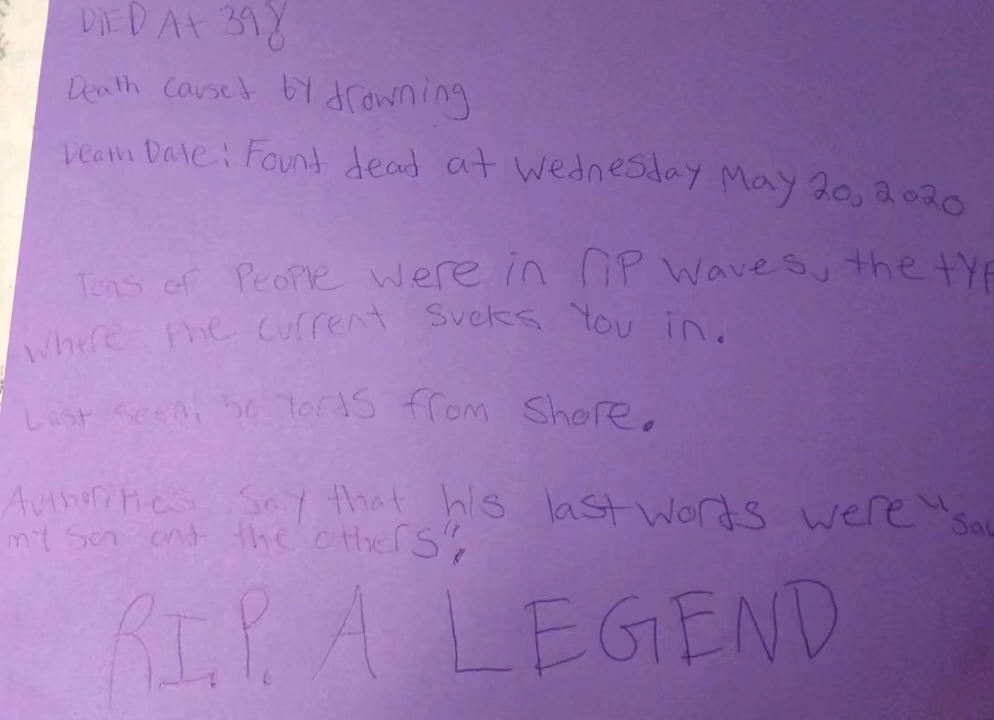 DIED At 39
Death caused by drowning
Death Date: Fount dead at Wednesday May 20, 2020
Tons of People were in rip waves, the typ
where the current sucks You in.
Last seen: 50 Yords from Shore.
Authorities Say that his last words were "sav
my Son and the others".
R.I.P. A LEGEND